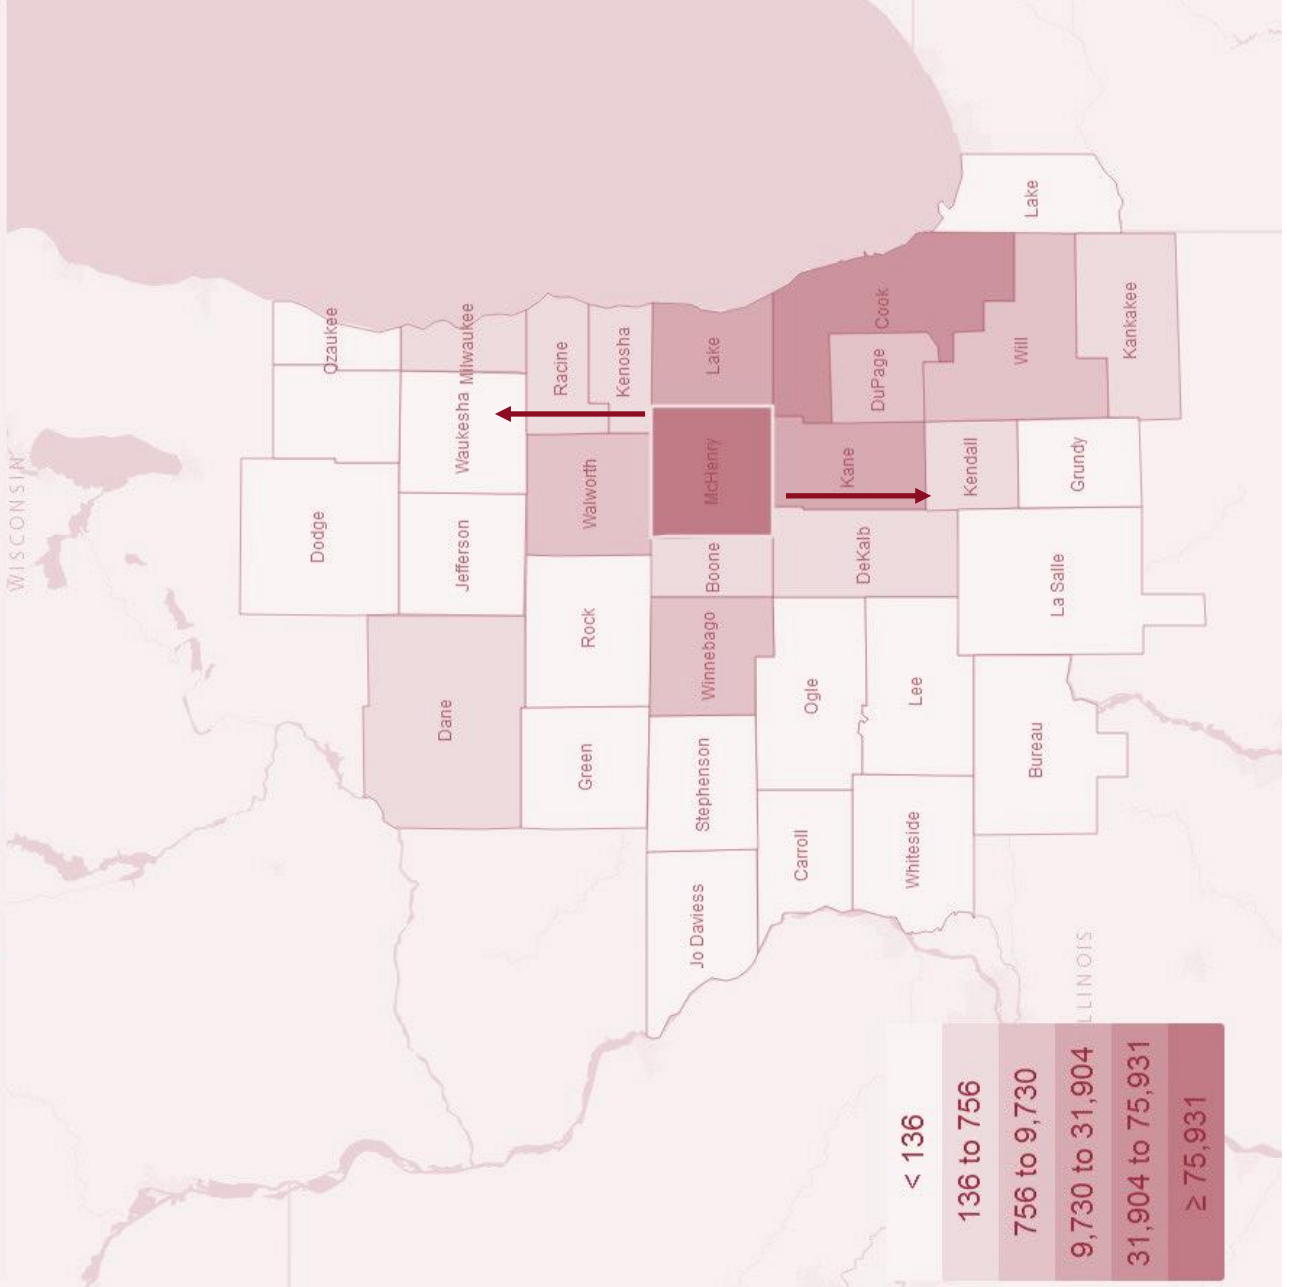 WISCONSIN
Ozaukee
Dodge
Milwaukee
Waukesha
Jefferson
Dane
Racine
Kenosha
Walworth
Rock
Green
Lake
McHenry
Boone
Winnebago
Stephenson
Jo Daviess
Lake
Cook
DuPage
Will
Kankakee
Kane
Kendall
Grundy
DeKalb
La Salle
Ogle
Lee
Bureau
Carroll
Whiteside
LLINOIS
< 136
136 to 756
756 to 9,730
9,730 to 31,904
31,904 to 75,931
≥ 75,931